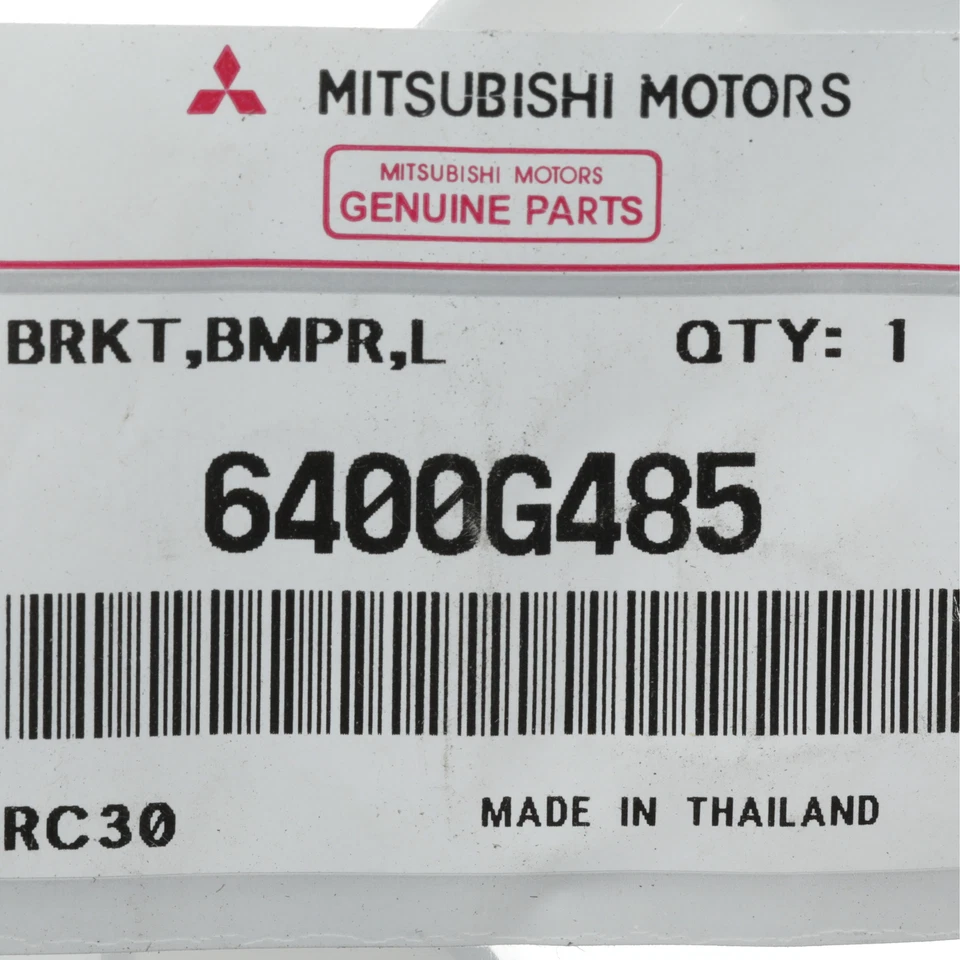 MITSUBISHI MOTORS
MITSUBISHI MOTORS
GENUINE PARTS
BRKT,BMPR,L QTY: 1
6400G485
RC30 MADE IN THAILAND